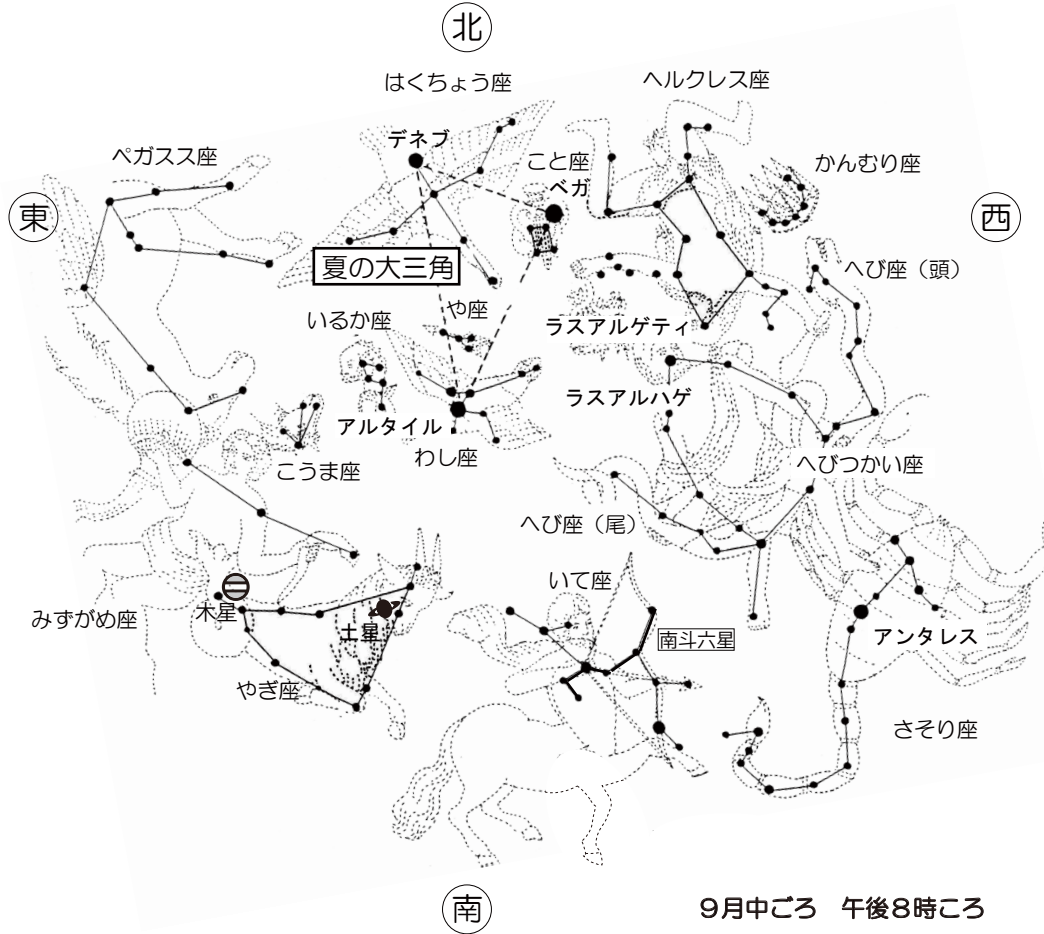 北
はくちょう座
ヘルクレス座
デネブ
ペガスス座
こと座
ベガ
かんむり座
東
西
夏の大三角
へび座（頭）
や座
いるか座
ラスアルゲティ
ラスアルハゲ
アルタイル
わし座
こうま座
へびつかい座
へび座（尾）
いて座
木星
みずがめ座
土星
南斗六星
アンタレス
やぎ座
さそり座
南
９月中ごろ　午後８時ころ